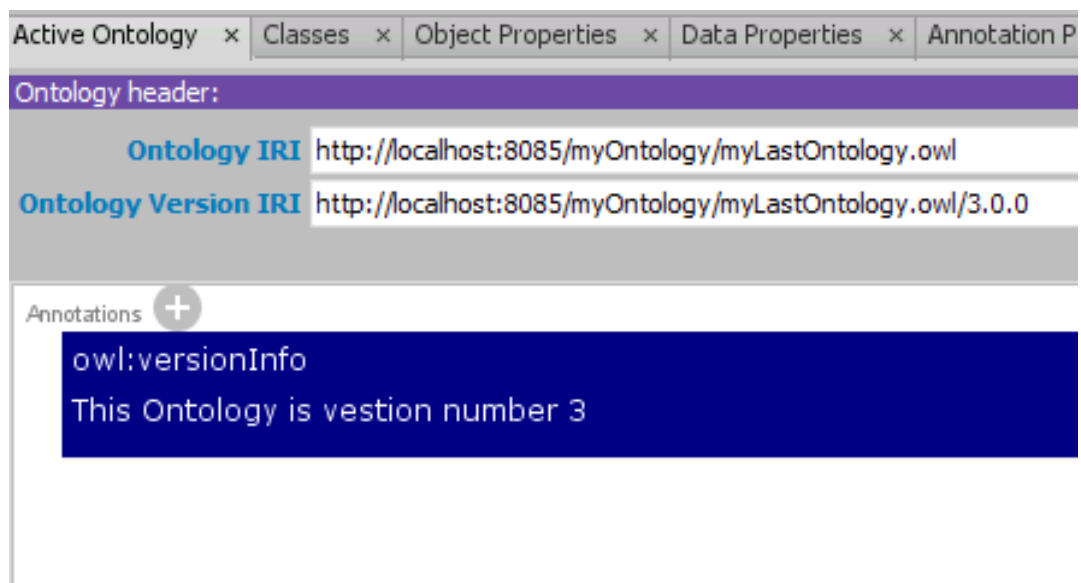 Active Ontology × Classes × Object Properties × Data Properties × Annotation P
Ontology header:
Ontology IRI http://localhost:8085/myOntology/myLastOntology.owl
Ontology Version IRI http://localhost:8085/myOntology/myLastOntology.owl/3.0.0
Annotations +
owl:versionInfo
This Ontology is vestion number 3